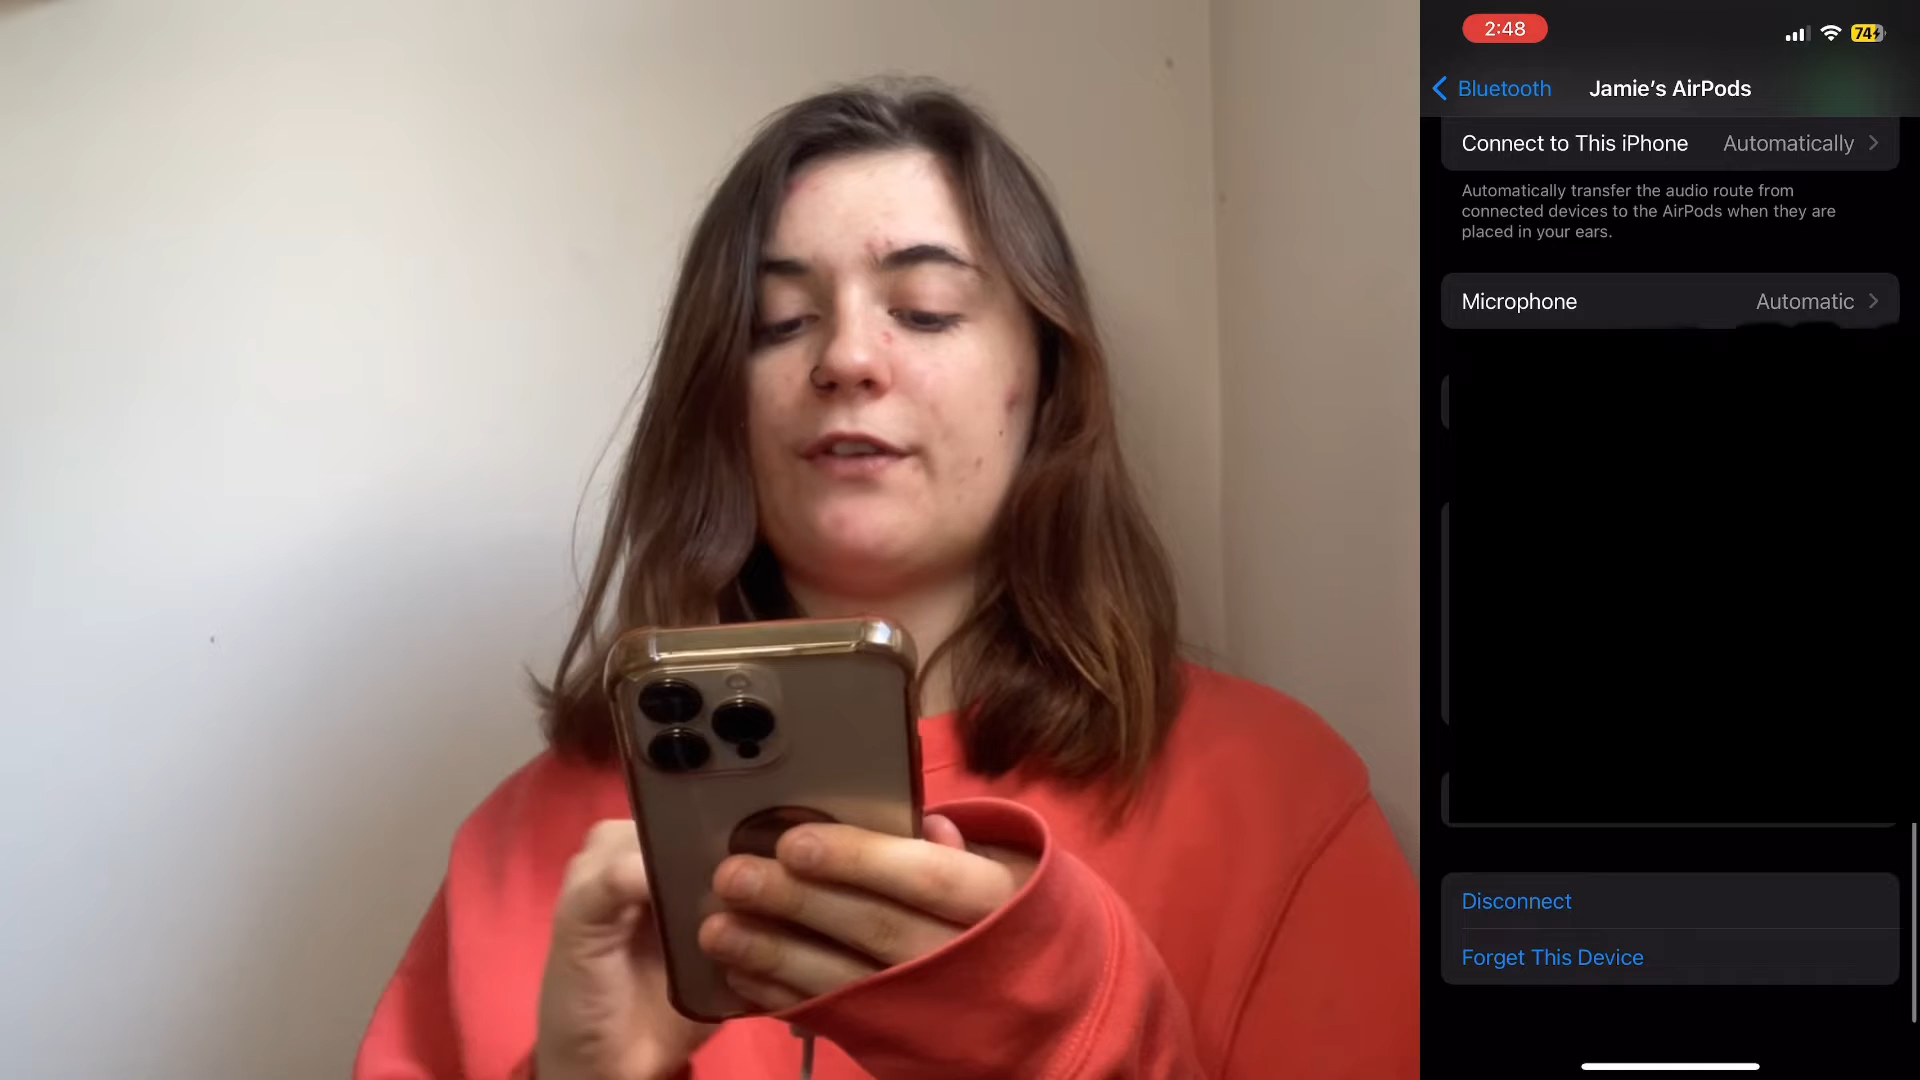 2:48
74
Bluetooth
Jamie's AirPods
Connect to This iPhone
Automatically
Automatically transfer the audio route from
connected devices to the AirPods when they are
placed in your ears.
Microphone
Automatic
Disconnect
Forget This Device